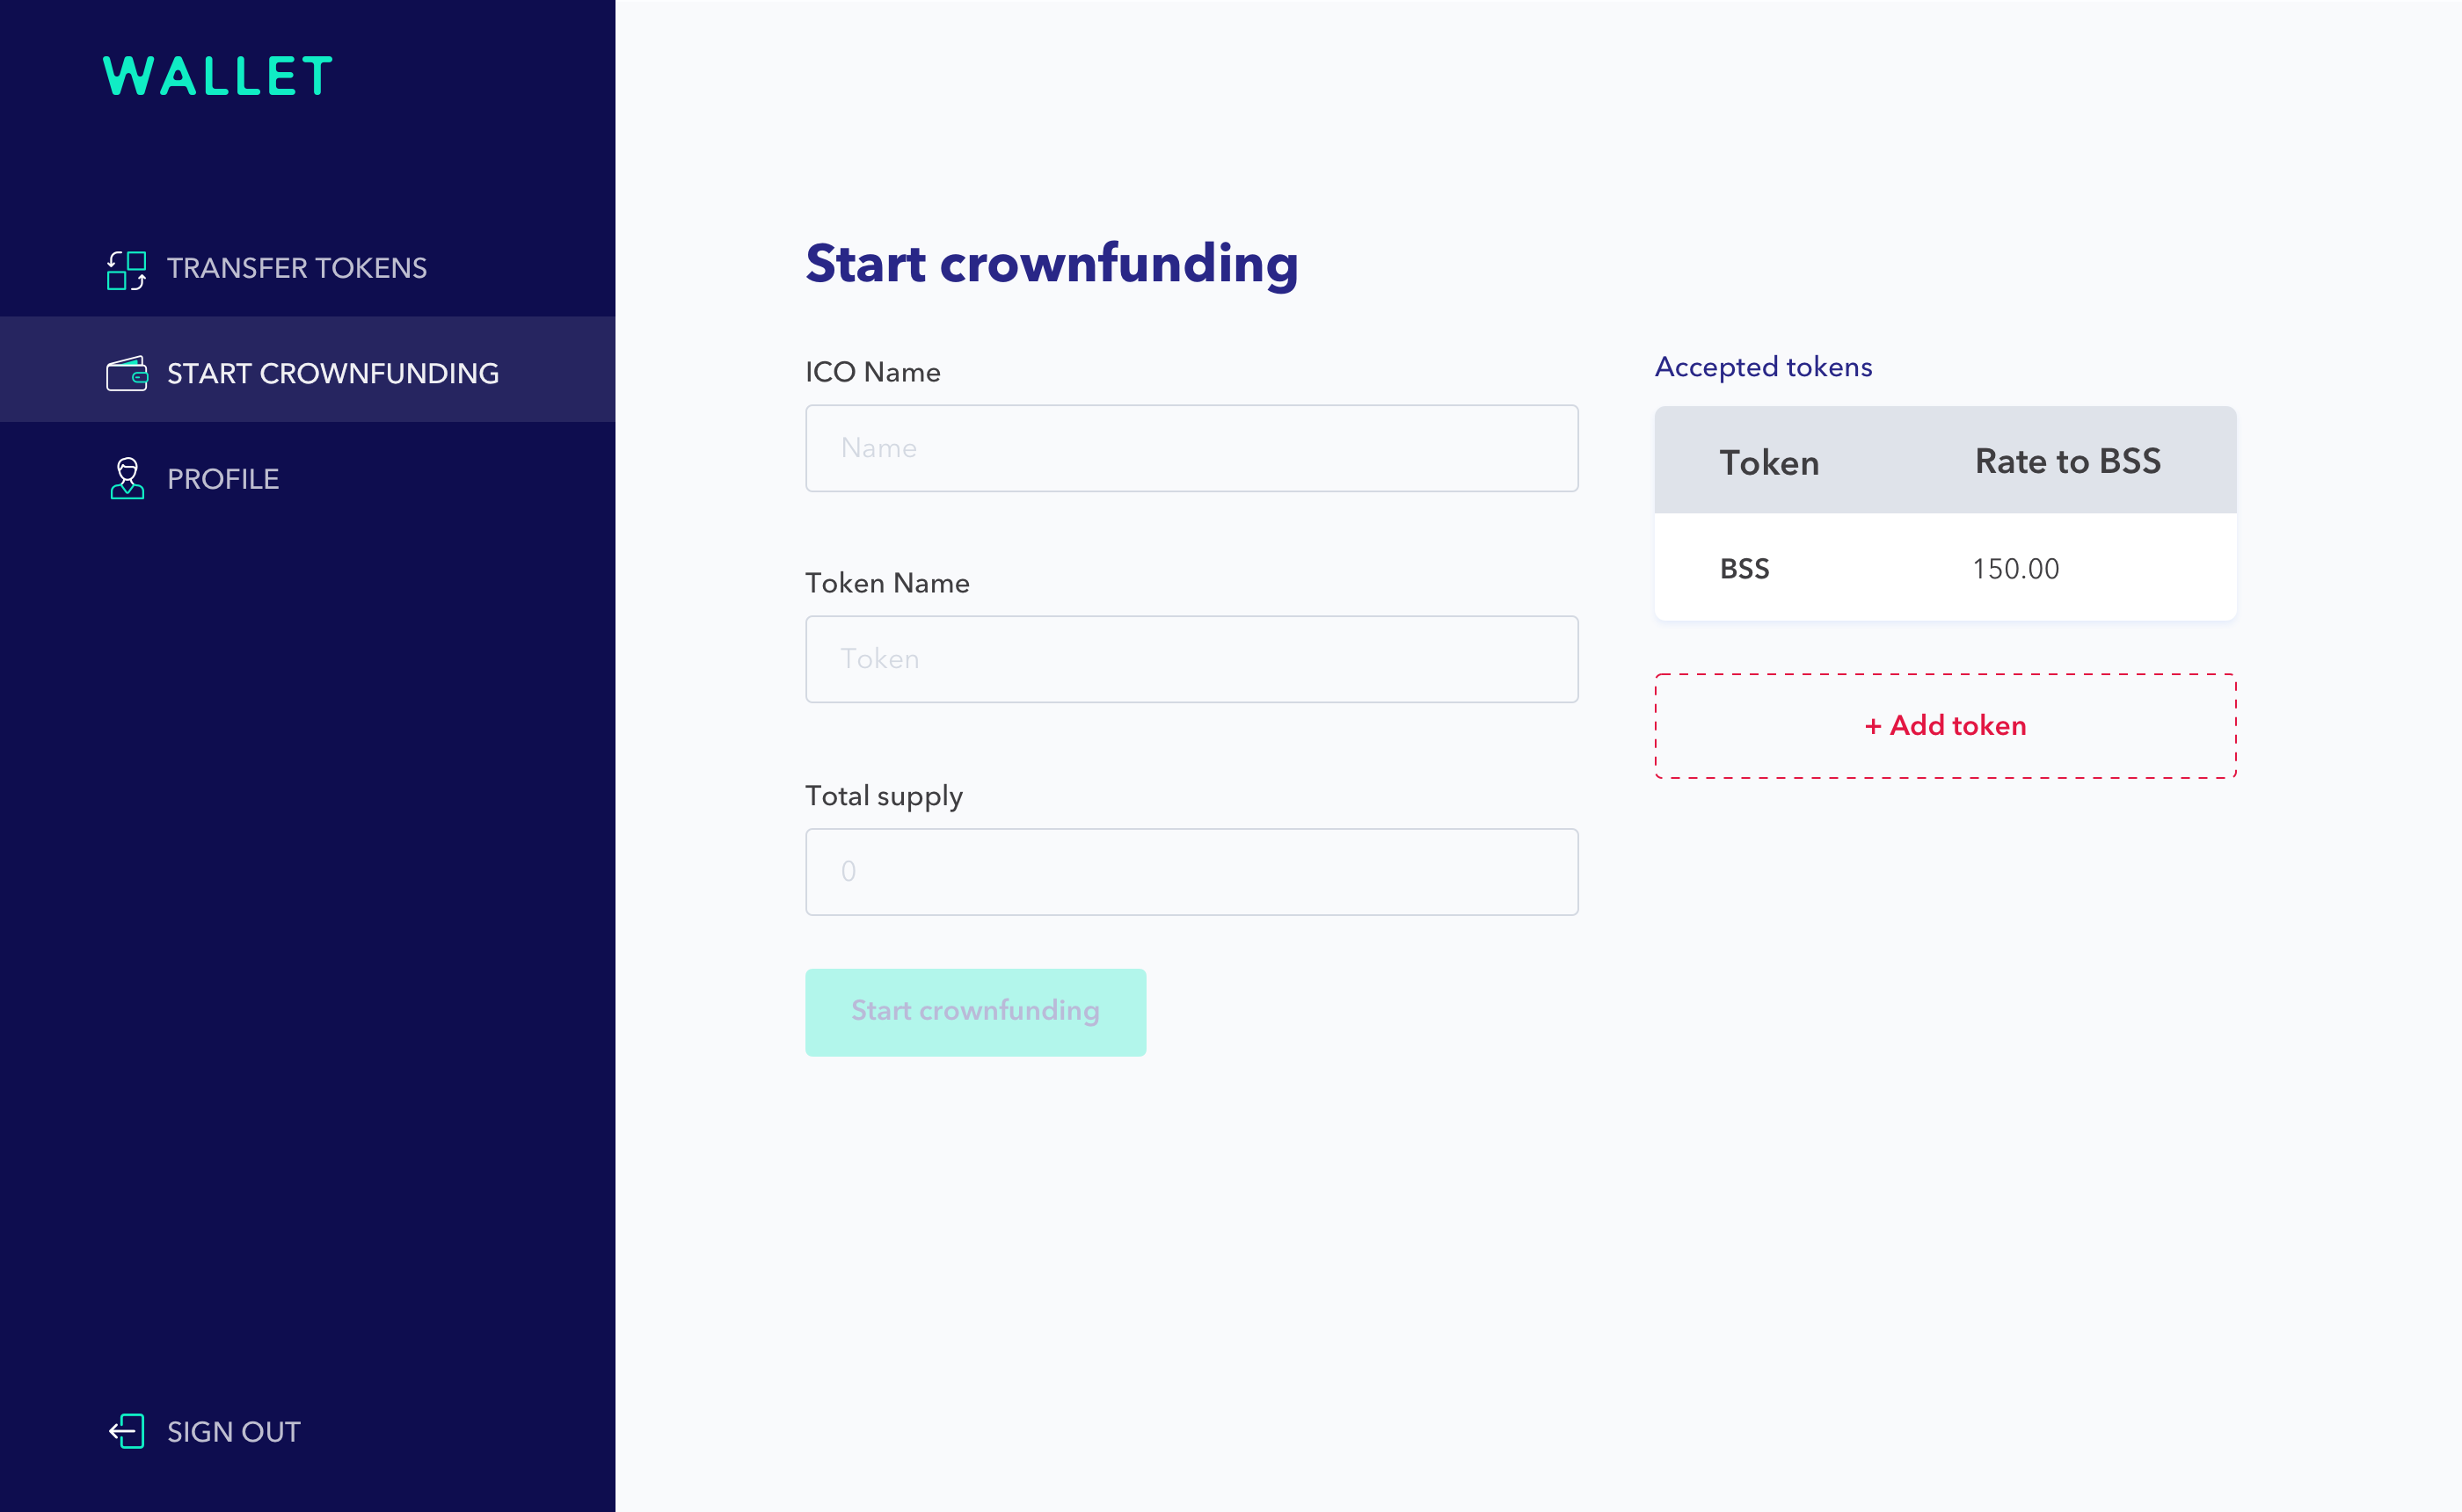 WALLET
TRANSFER TOKENS
START CROWNFUNDING
PROFILE
SIGN OUT
Start crownfunding
ICO Name
Name
Token Name
Token
Total supply
0
Start crownfunding
Accepted tokens
Token Rate to BSS
BSS 150.00
+ Add token